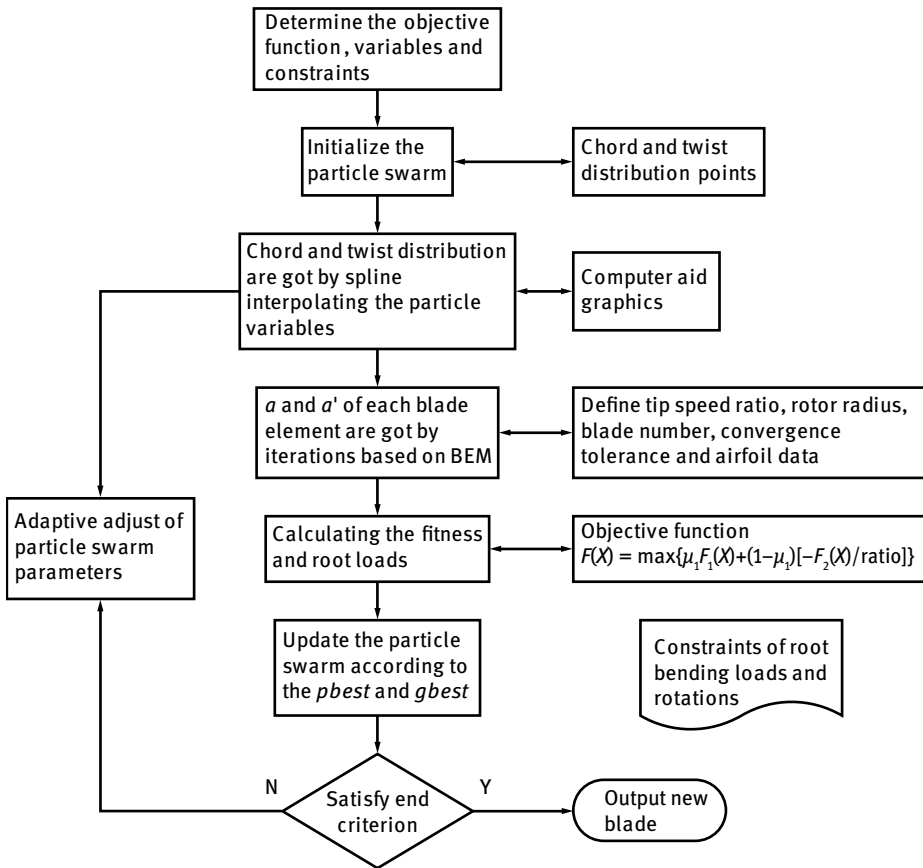 Determine the objective
function, variables and
constraints
Initialize the
particle swarm
Chord and twist
distribution points
Chord and twist distribution
are got by spline
interpolating the particle
variables
Computer aid
graphics
a and a' of each blade
element are got by
iterations based on BEM
Define tip speed ratio, rotor radius,
blade number, convergence
tolerance and airfoil data
Adaptive adjust of
particle swarm
parameters
Calculating the fitness
and root loads
Objective function
F(X) = max{μ₁F₁(X)+(1−μ₁)[−F₂(X)/ratio]}
Update the particle
swarm according to
the pbest and gbest
Constraints of root
bending loads and
rotations
N
Satisfy end
criterion
Y
Output new
blade